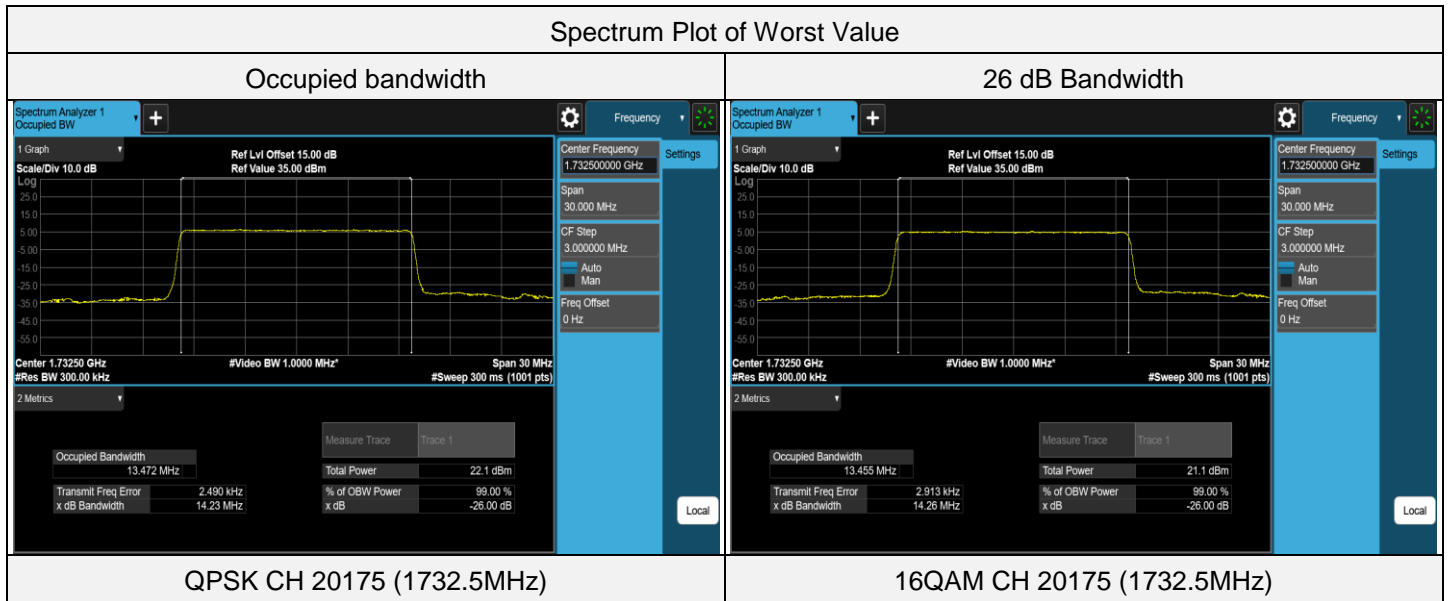 Spectrum Plot of Worst Value
Occupied bandwidth
26 dB Bandwidth
Spectrum Analyzer 1
Occupied BW
+
Frequency
1 Graph
Scale/Div 10.0 dB
Ref Lvl Offset 15.00 dB
Ref Value 35.00 dBm
Log
25.0
15.0
5.00
-5.00
-15.0
-25.0
-35.0
-45.0
-55.0
Center 1.73250 GHz
#Video BW 1.0000 MHz*
Span 30 MHz
#Res BW 300.00 kHz
#Sweep 300 ms (1001 pts)
Center Frequency
1.732500000 GHz
Settings
Span
30.000 MHz
CF Step
3.000000 MHz
Auto
Man
Freq Offset
0 Hz
2 Metrics
Measure Trace
Trace 1
Occupied Bandwidth
13.472 MHz
Total Power
22.1 dBm
Transmit Freq Error
2.490 kHz
% of OBW Power
99.00 %
x dB Bandwidth
14.23 MHz
x dB
-26.00 dB
Local
Spectrum Analyzer 1
Occupied BW
+
Frequency
1 Graph
Scale/Div 10.0 dB
Ref Lvl Offset 15.00 dB
Ref Value 35.00 dBm
Log
25.0
15.0
5.00
-5.00
-15.0
-25.0
-35.0
-45.0
-55.0
Center 1.73250 GHz
#Video BW 1.0000 MHz*
Span 30 MHz
#Res BW 300.00 kHz
#Sweep 300 ms (1001 pts)
Center Frequency
1.732500000 GHz
Settings
Span
30.000 MHz
CF Step
3.000000 MHz
Auto
Man
Freq Offset
0 Hz
2 Metrics
Measure Trace
Trace 1
Occupied Bandwidth
13.455 MHz
Total Power
21.1 dBm
Transmit Freq Error
2.913 kHz
% of OBW Power
99.00 %
x dB Bandwidth
14.26 MHz
x dB
-26.00 dB
Local
QPSK CH 20175 (1732.5MHz)
16QAM CH 20175 (1732.5MHz)